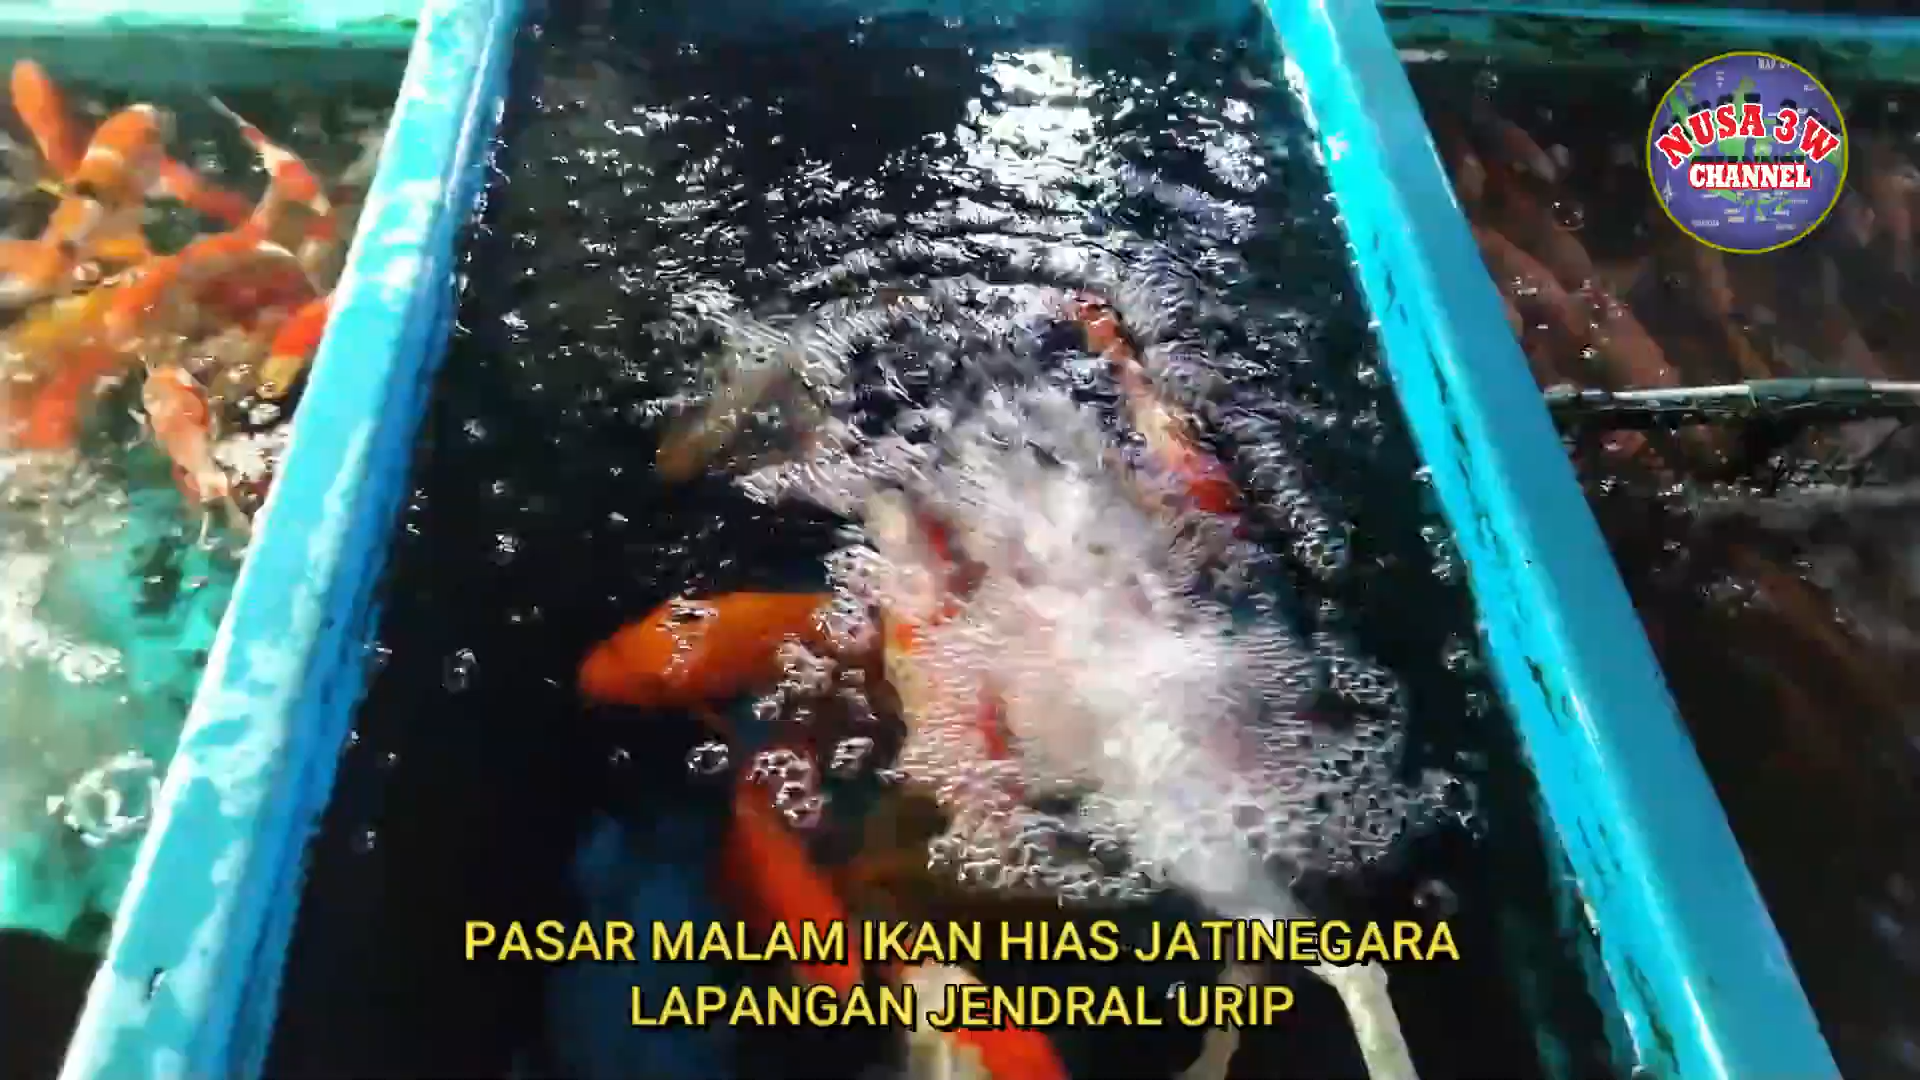 NUSA 3W
CHANNEL
PASAR MALAM IKAN HIAS JATINEGARA
LAPANGAN JENDRAL URIP